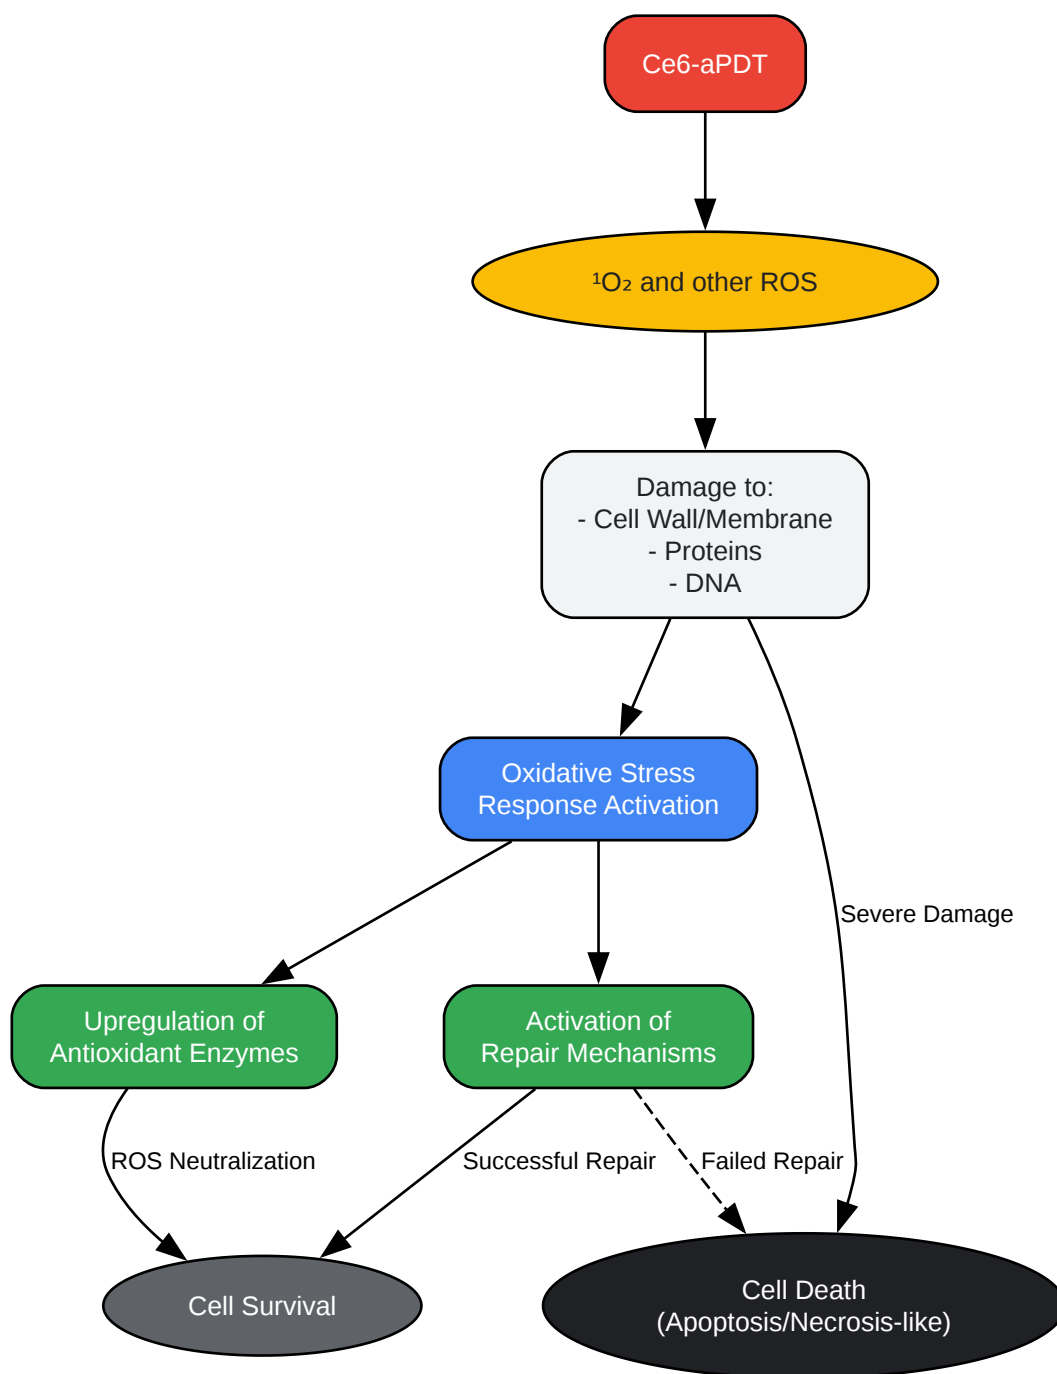 Ce6-aPDT
¹O₂ and other ROS
Damage to:
- Cell Wall/Membrane
- Proteins
- DNA
Oxidative Stress
Response Activation
Severe Damage
Upregulation of
Antioxidant Enzymes
Activation of
Repair Mechanisms
ROS Neutralization
Successful Repair
Failed Repair
Cell Survival
Cell Death
(Apoptosis/Necrosis-like)